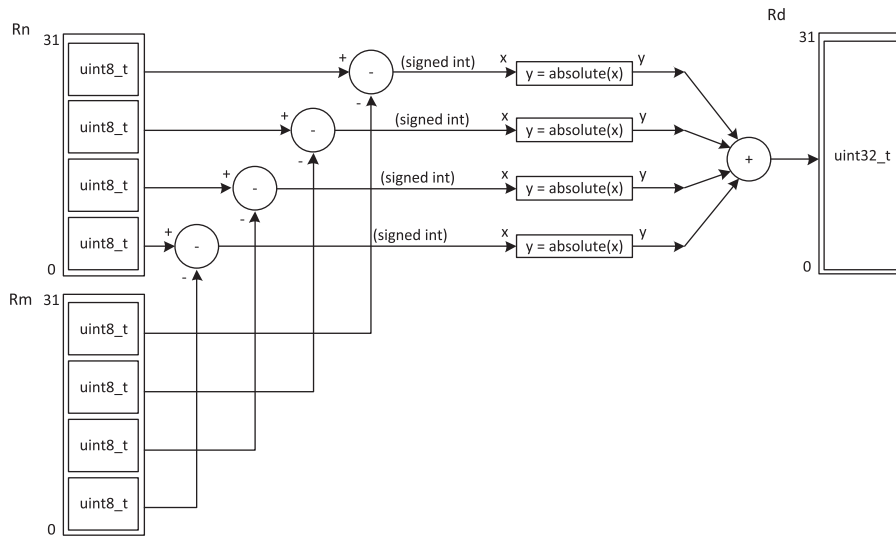 Rn
31
uint8_t
uint8_t
uint8_t
uint8_t
0
Rm
31
uint8_t
uint8_t
uint8_t
uint8_t
0
+
-
-
(signed int)
x
y = absolute(x)
y
+
-
-
(signed int)
x
y = absolute(x)
y
+
-
-
(signed int)
x
y = absolute(x)
y
+
-
-
(signed int)
x
y = absolute(x)
y
+
Rd
31
uint32_t
0